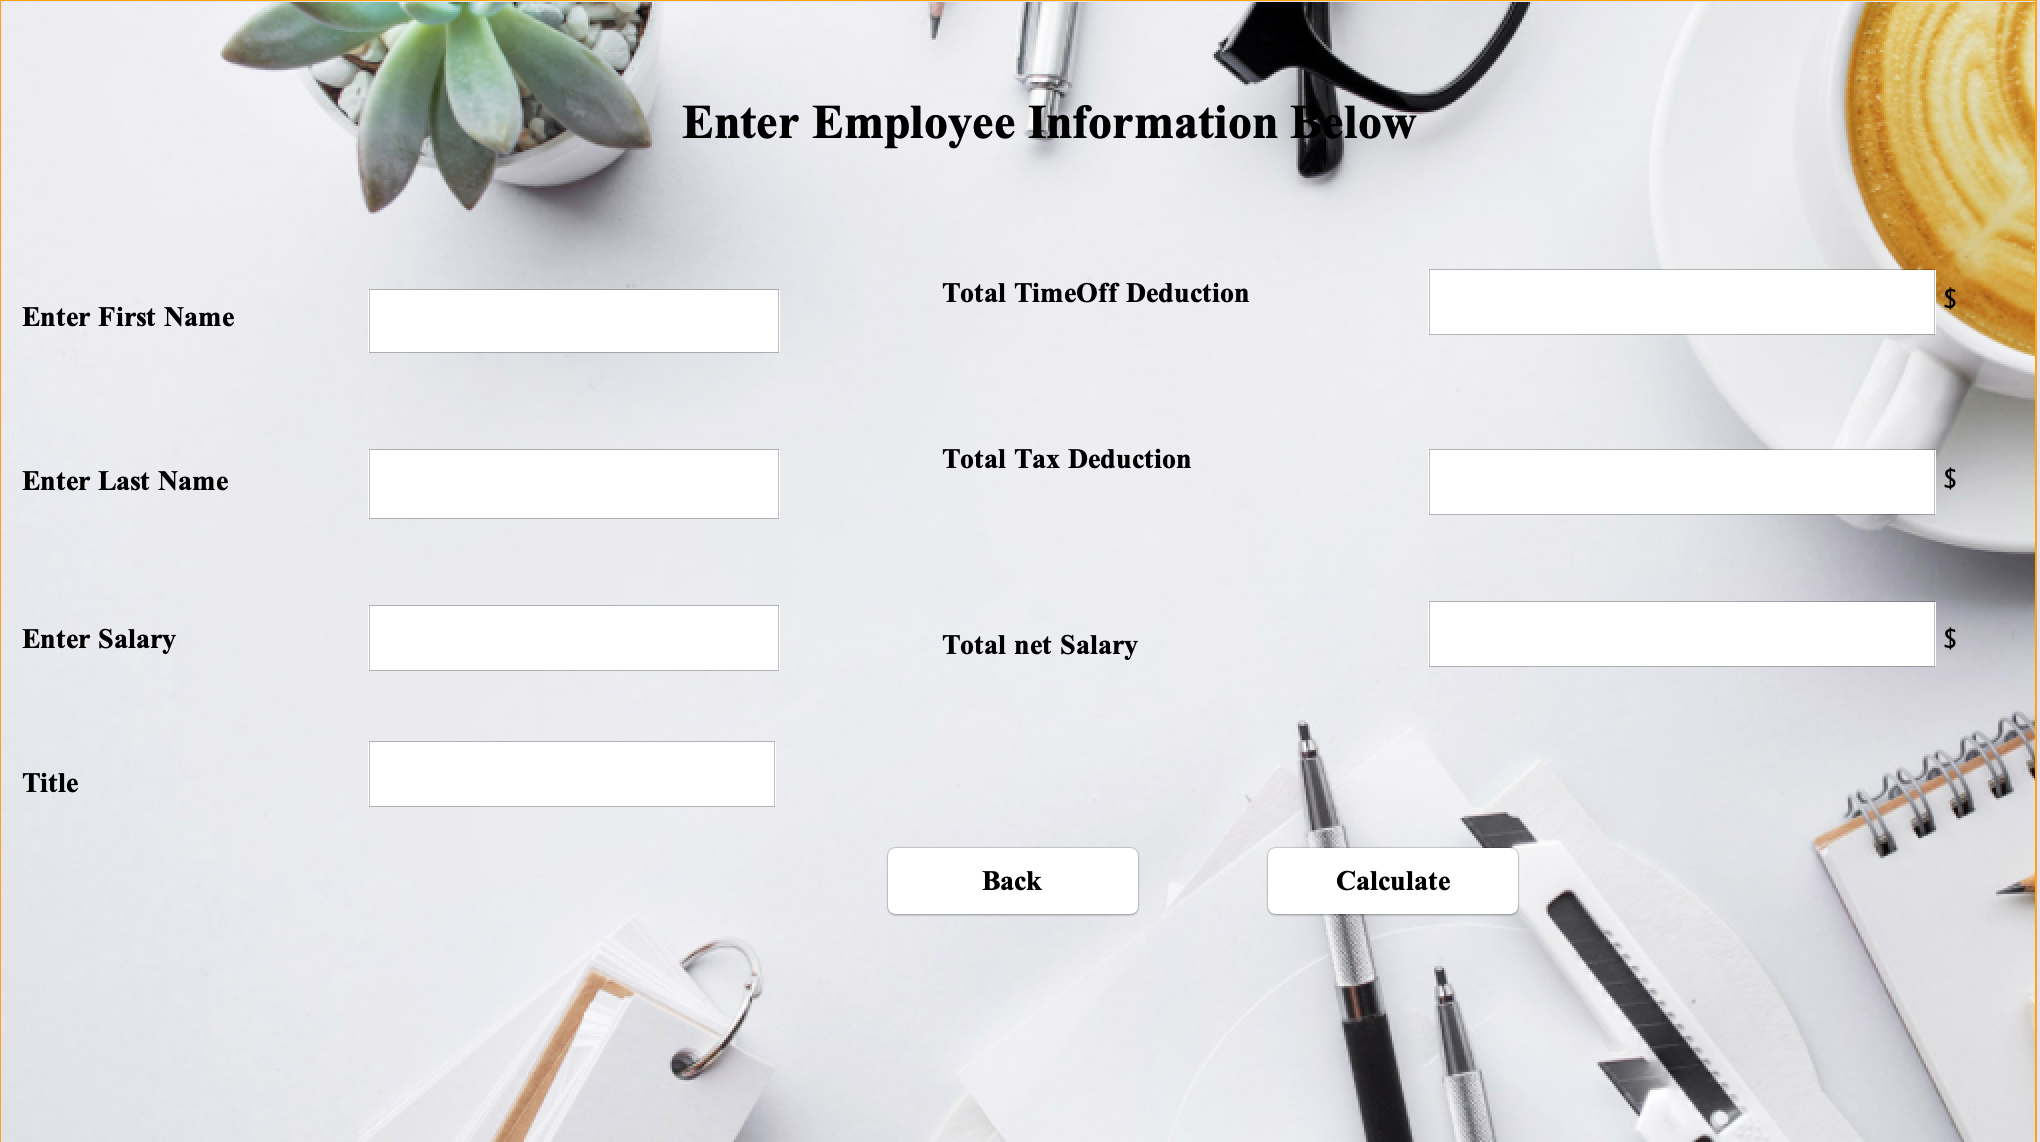 Enter Employee Information Below
Enter First Name
Enter Last Name
Enter Salary
Title
Total TimeOff Deduction
$
Total Tax Deduction
$
Total net Salary
$
Back
Calculate